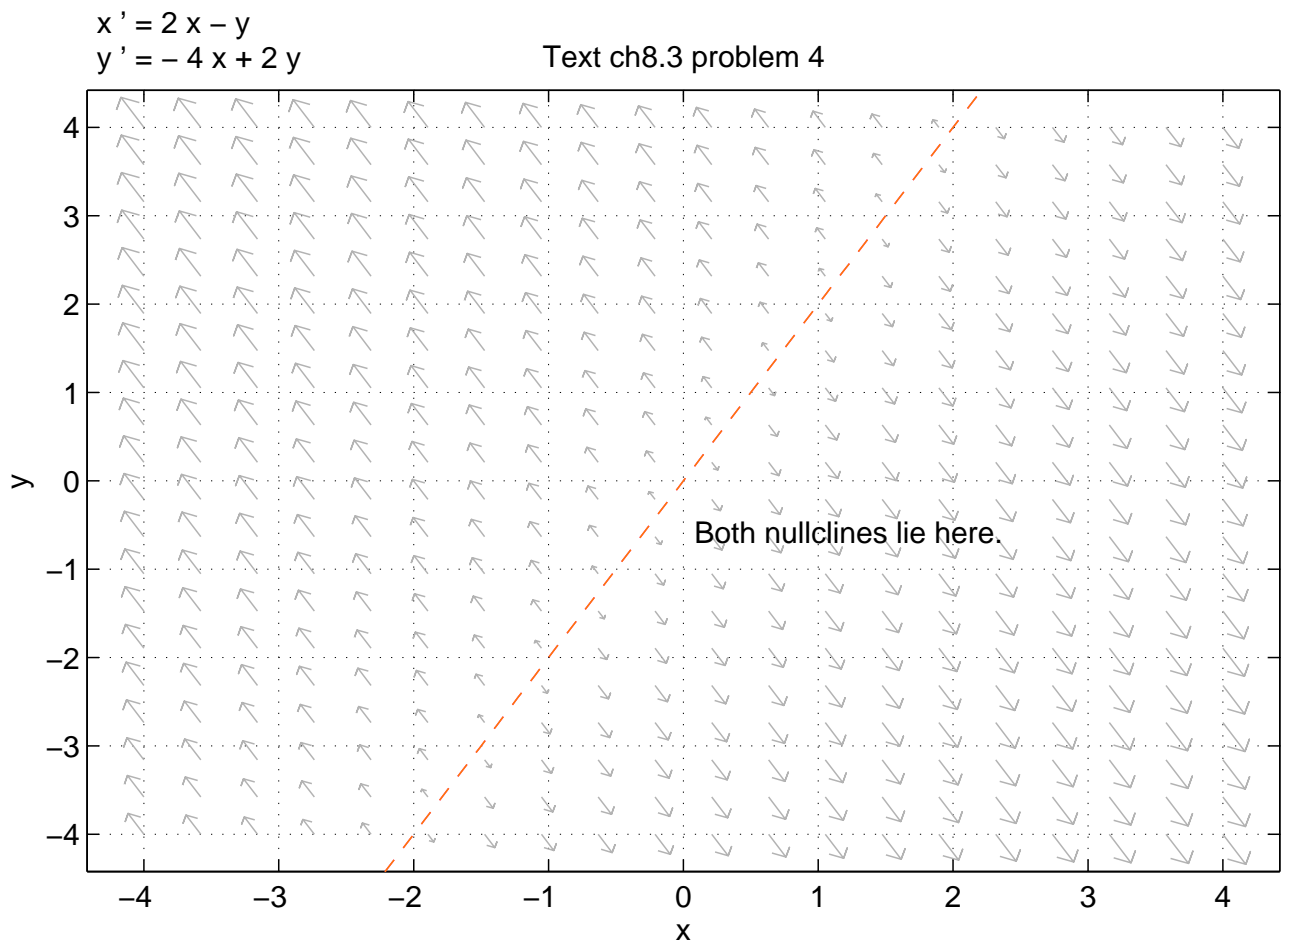 x ’ = 2 x − y
y ’ = − 4 x + 2 y
Text ch8.3 problem 4
4
3
2
1
0
−1
−2
−3
−4
y
Both nullclines lie here.
−4 −3 −2 −1 0 1 2 3 4
x